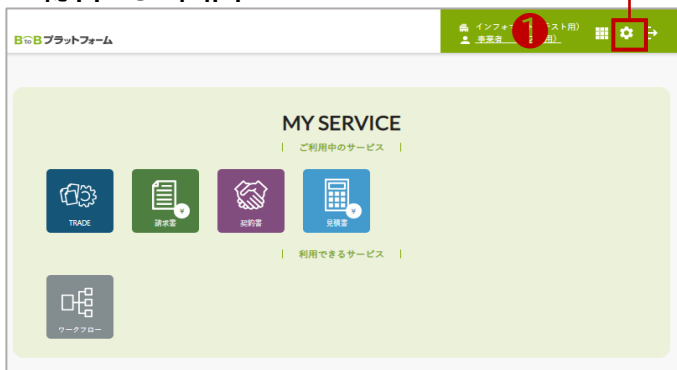 BtoBプラットフォーム
インフォ
スト用)
1
事業者
用)
MY SERVICE
| ご利用中のサービス |
TRADE
請求書
契約書
見積書
| 利用できるサービス |
ワークフロー